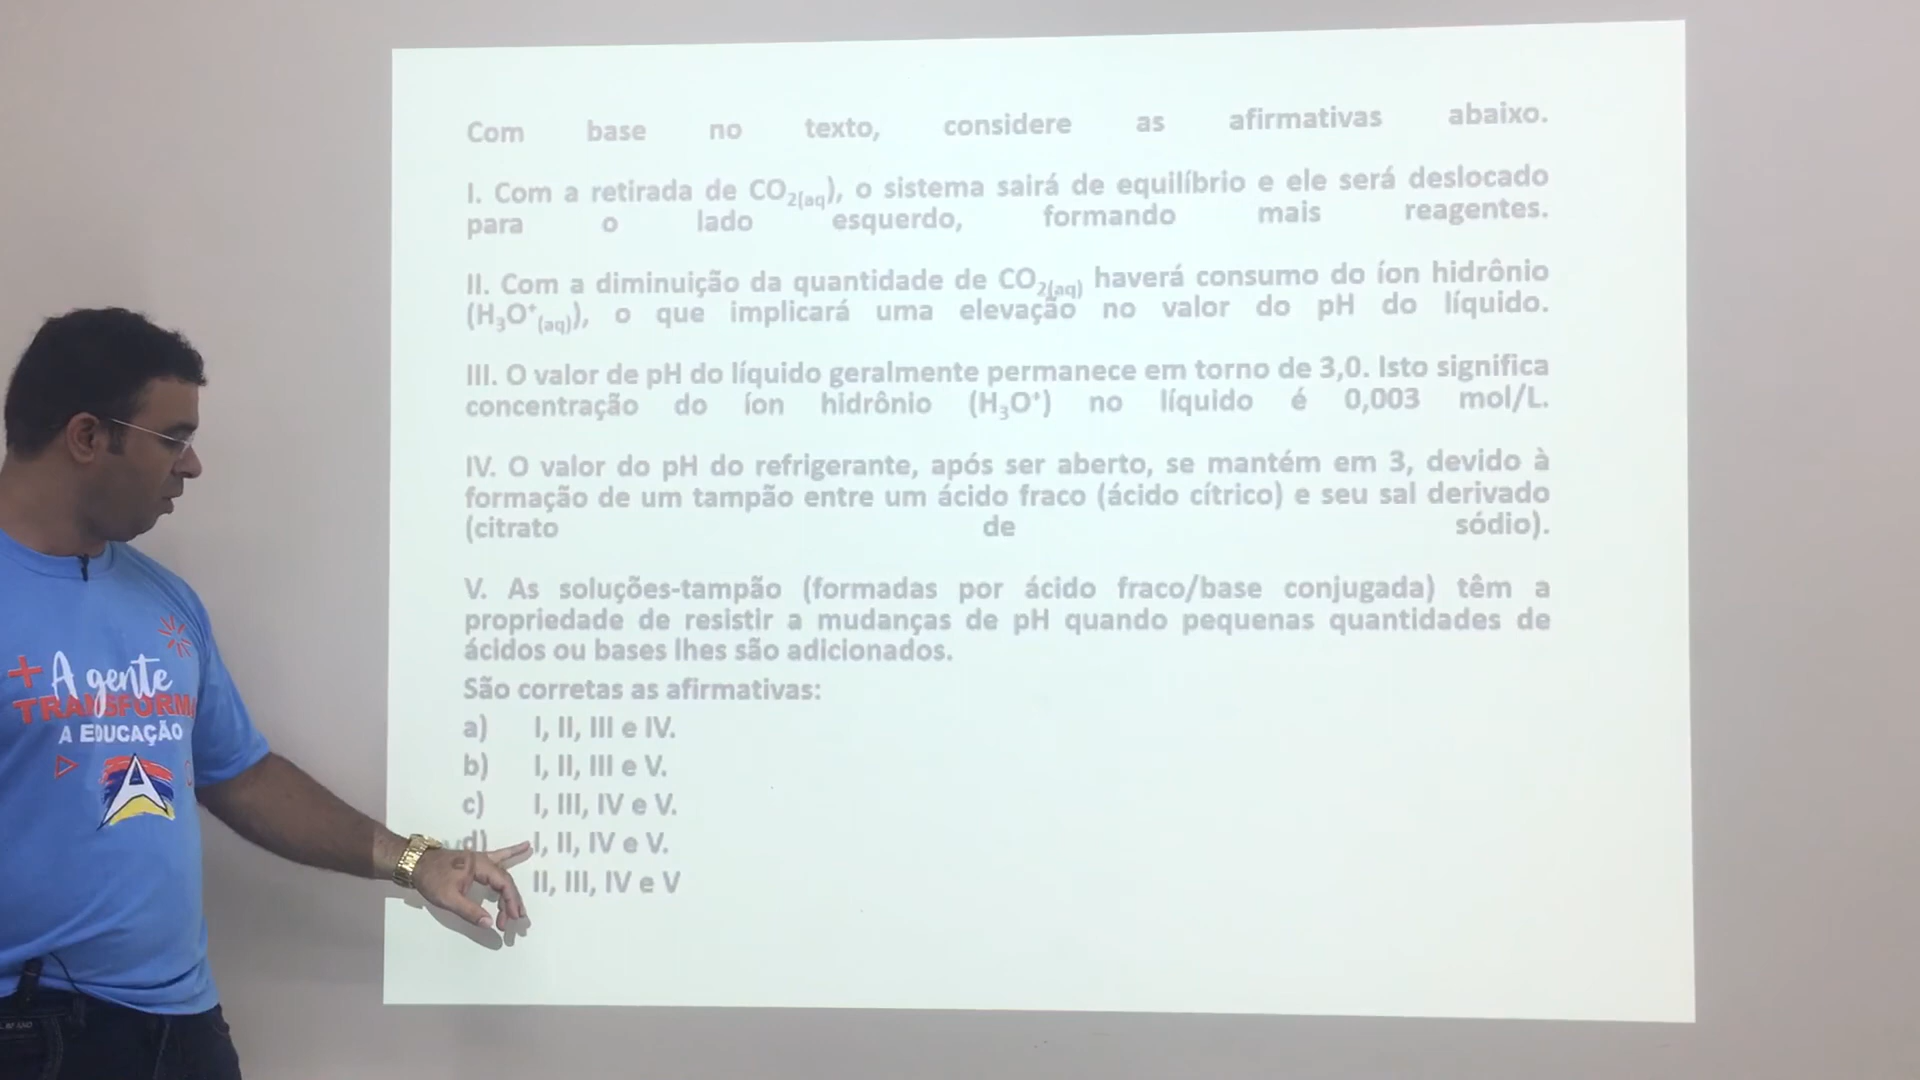 Com base no texto, considere as afirmativas abaixo.
I. Com a retirada de CO2(aq), o sistema sairá de equilíbrio e ele será deslocado
para o lado esquerdo, formando mais reagentes.
II. Com a diminuição da quantidade de CO2(aq) haverá consumo do íon hidrônio
(H3O+(aq)), o que implicará uma elevação no valor do pH do líquido.
III. O valor de pH do líquido geralmente permanece em torno de 3,0. Isto significa
concentração do íon hidrônio (H3O+) no líquido é 0,003 mol/L.
IV. O valor do pH do refrigerante, após ser aberto, se mantém em 3, devido à
formação de um tampão entre um ácido fraco (ácido cítrico) e seu sal derivado
(citrato de sódio).
V. As soluções-tampão (formadas por ácido fraco/base conjugada) têm a
propriedade de resistir a mudanças de pH quando pequenas quantidades de
ácidos ou bases lhes são adicionados.
São corretas as afirmativas:
a) I, II, III e IV.
b) I, II, III e V.
c) I, III, IV e V.
d) I, II, IV e V.
II, III, IV e V
A gente
TRANSFORMA
A EDUCAÇÃO